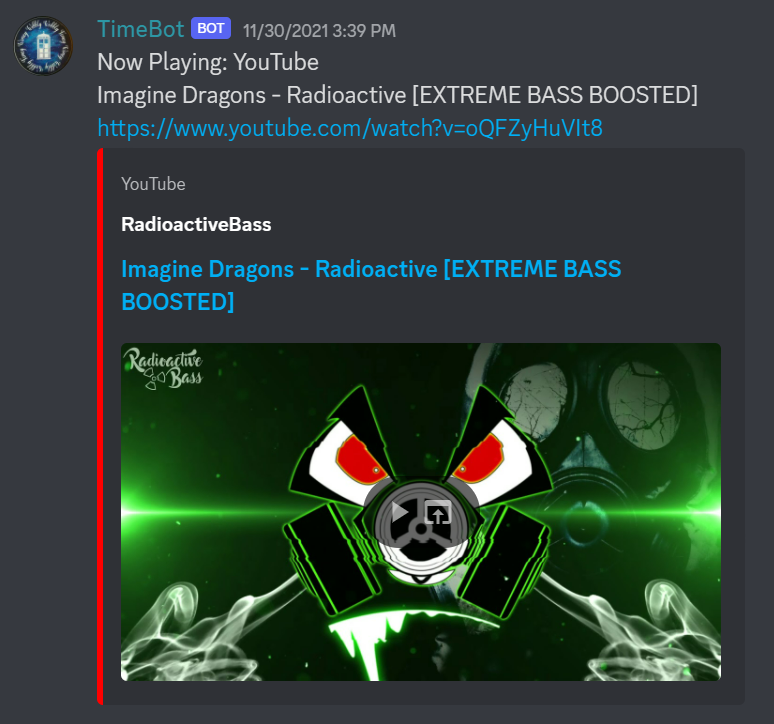 TimeBot BOT 11/30/2021 3:39 PM
Now Playing: YouTube
Imagine Dragons - Radioactive [EXTREME BASS BOOSTED]
https://www.youtube.com/watch?v=oQFZyHuVIt8
YouTube
RadioactiveBass
Imagine Dragons - Radioactive [EXTREME BASS
BOOSTED]
Radioactive
Bass